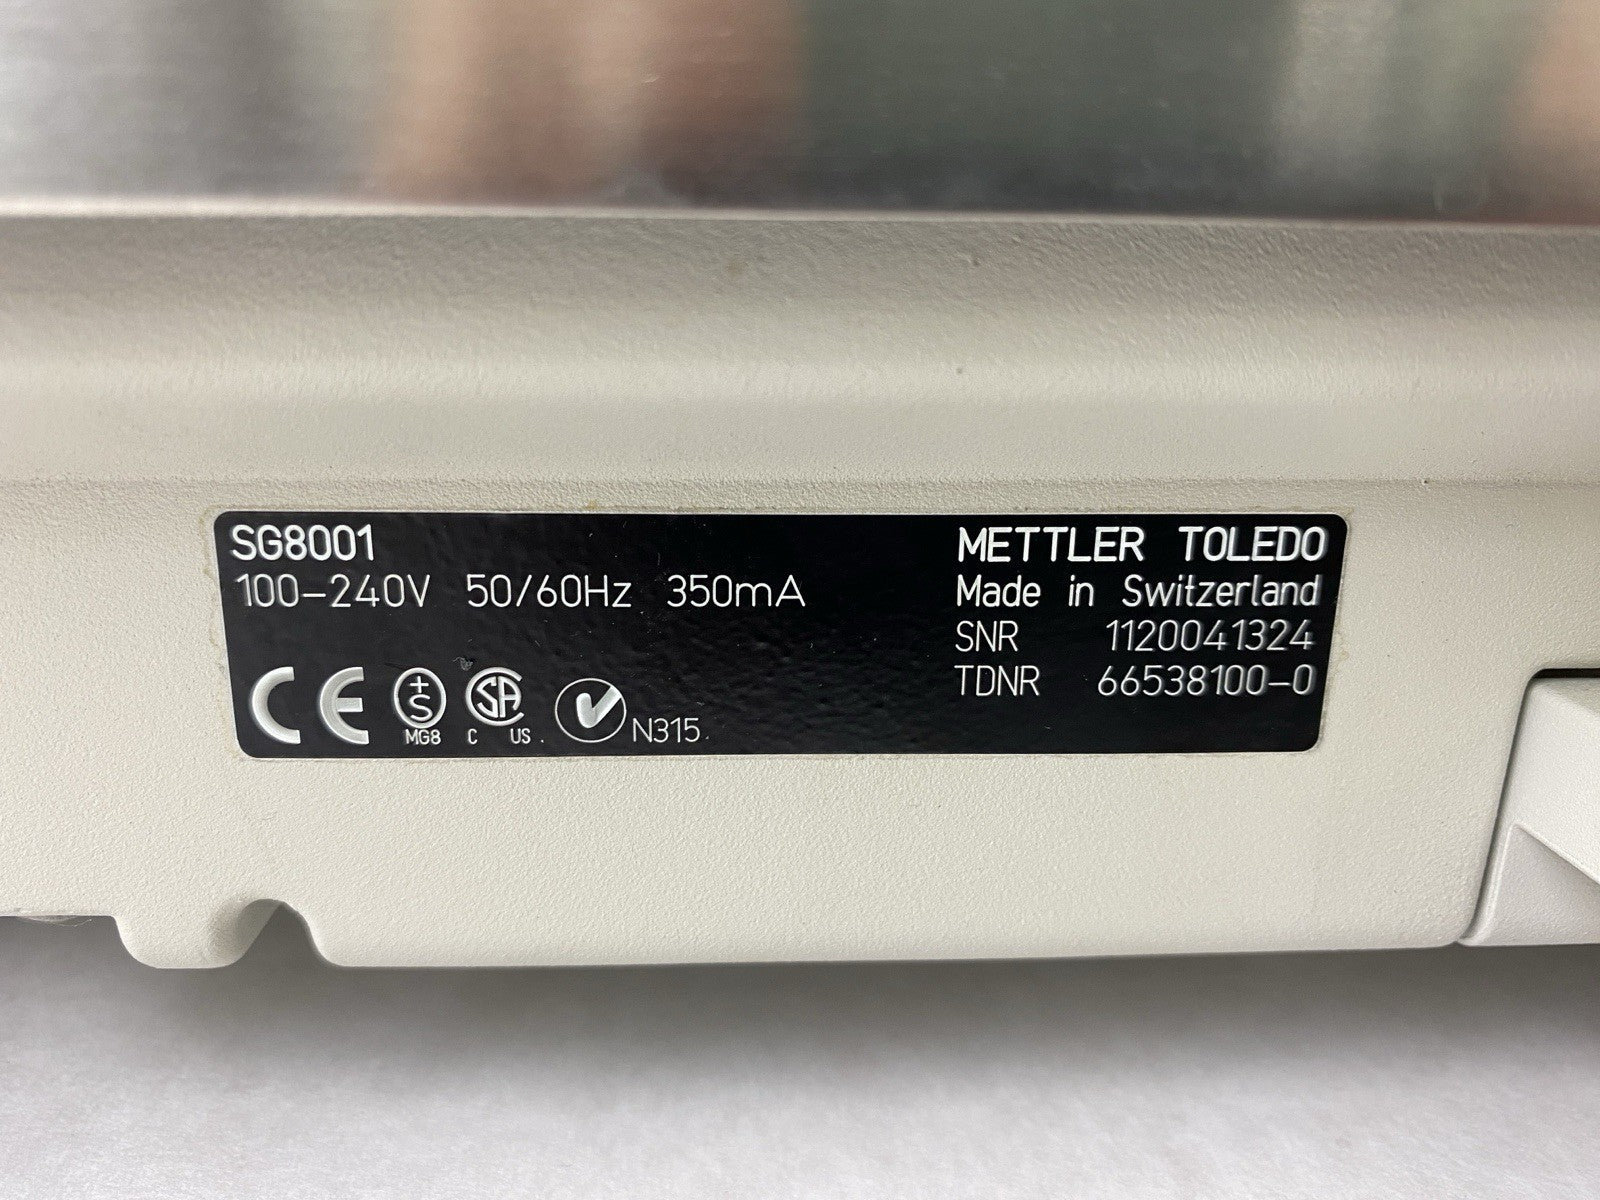 SG8001
100-240V 50/60Hz 350mA
METTLER TOLEDO
Made in Switzerland
SNR 1120041324
TDNR 66538100-0
CE
+S
MG8
SA
C US
N315